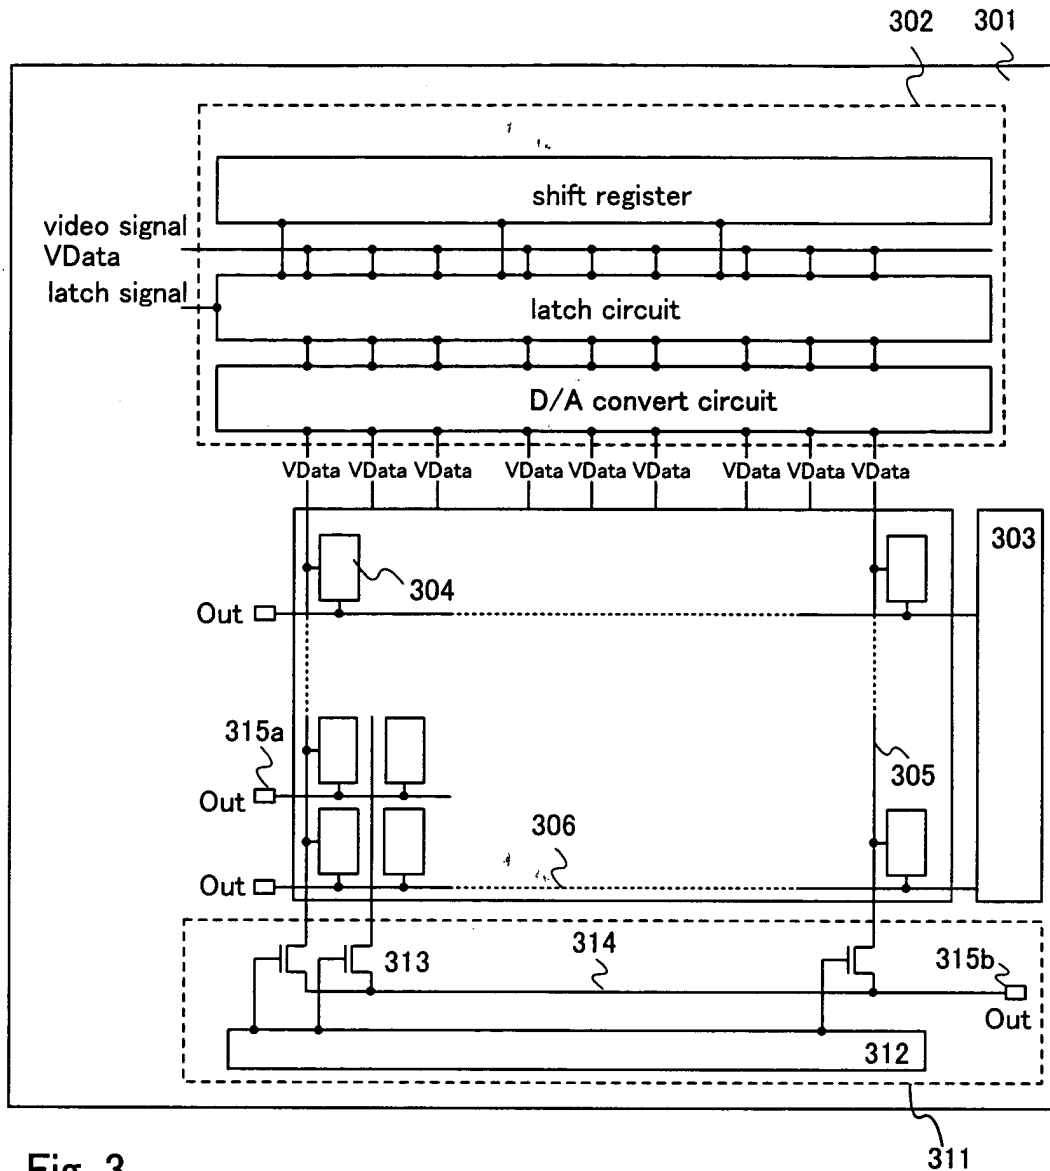 302 301
shift register
video signal
VData
latch signal
latch circuit
D/A convert circuit
VData VData VData VData VData VData VData VData VData
303
304
Out
315a
305
Out
306
Out
313
314
315b
Out
312
311
Fig. 3